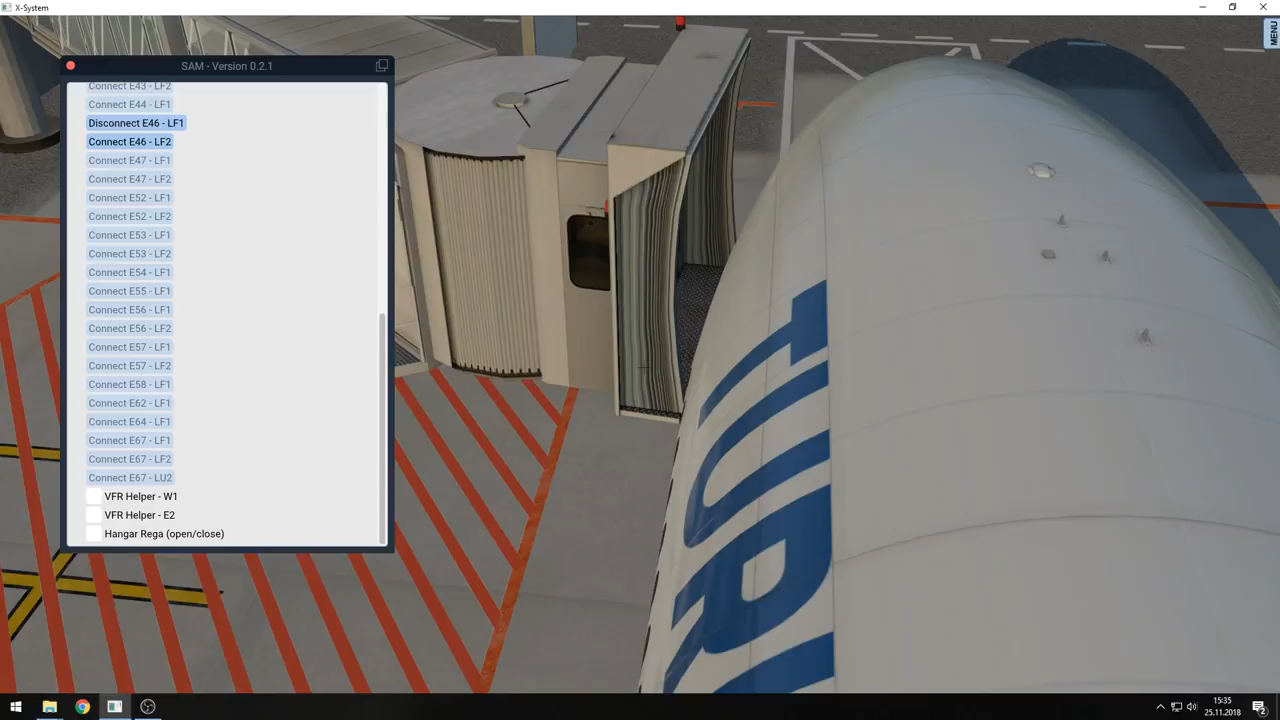 X-System
MENU
SAM - Version 0.2.1
Connect E43 - LF2
Connect E44 - LF1
Disconnect E46 - LF1
Connect E46 - LF2
Connect E47 - LF1
Connect E47 - LF2
Connect E52 - LF1
Connect E52 - LF2
Connect E53 - LF1
Connect E53 - LF2
Connect E54 - LF1
Connect E55 - LF1
Connect E56 - LF1
Connect E56 - LF2
Connect E57 - LF1
Connect E57 - LF2
Connect E58 - LF1
Connect E62 - LF1
Connect E64 - LF1
Connect E67 - LF1
Connect E67 - LF2
Connect E67 - LU2
VFR Helper - W1
VFR Helper - E2
Hangar Rega (open/close)
15:35
25.11.2018
2